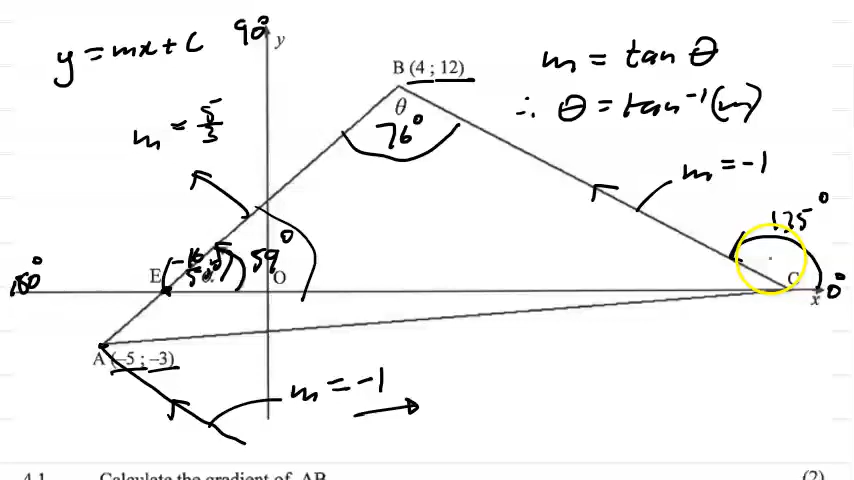 y = mx + c
90°
y
B (4 ; 12)
m = tan θ
∴ θ = tan⁻¹(m)
m = 5/3
θ
76°
m = -1
135°
E
59°
O
C
180°
x
0°
A (–5 ; –3)
m = -1
4.1 Calculate the gradient of AB (2)